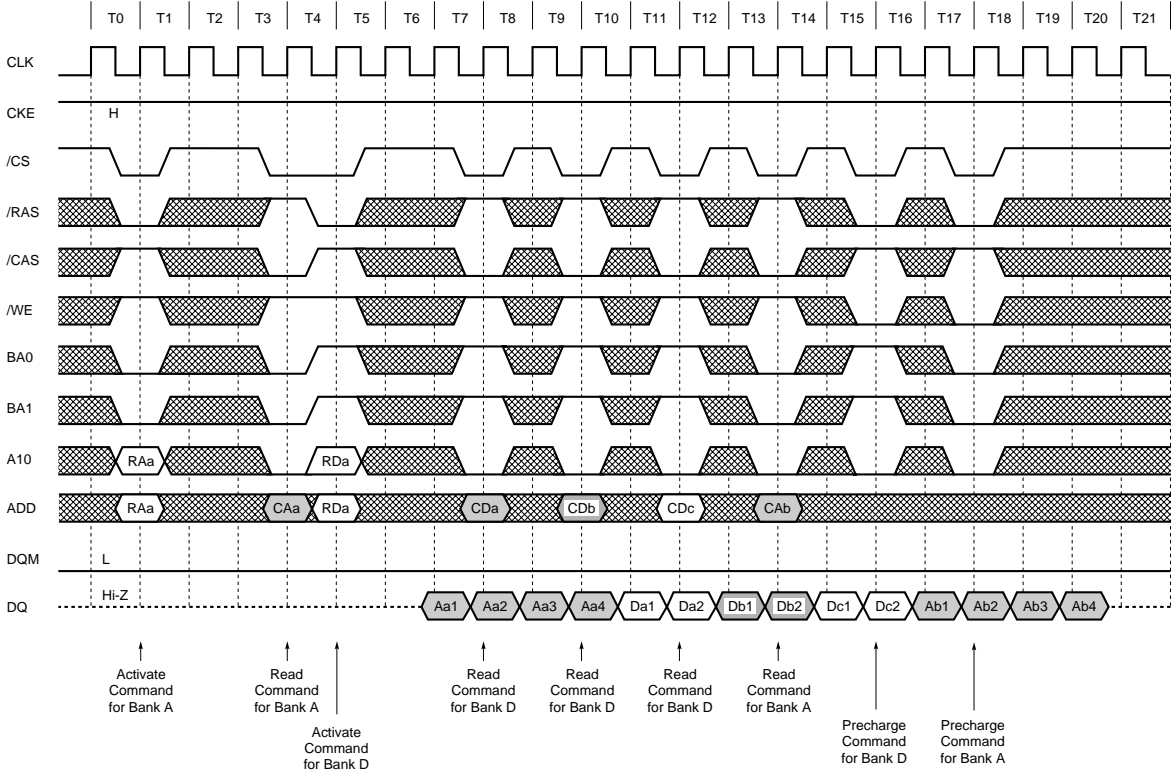 T0 T1 T2 T3 T4 T5 T6 T7 T8 T9 T10 T11 T12 T13 T14 T15 T16 T17 T18 T19 T20 T21
CLK
CKE H
/CS
/RAS
/CAS
/WE
BA0
BA1
A10 RAa RDa
ADD RAa CAa RDa CDa CDb CDc CAb
DQM L
DQ Hi-Z Aa1 Aa2 Aa3 Aa4 Da1 Da2 Db1 Db2 Dc1 Dc2 Ab1 Ab2 Ab3 Ab4
Activate
Command
for Bank A
Read
Command
for Bank A
Activate
Command
for Bank D
Read
Command
for Bank D
Read
Command
for Bank D
Read
Command
for Bank D
Read
Command
for Bank A
Precharge
Command
for Bank D
Precharge
Command
for Bank A